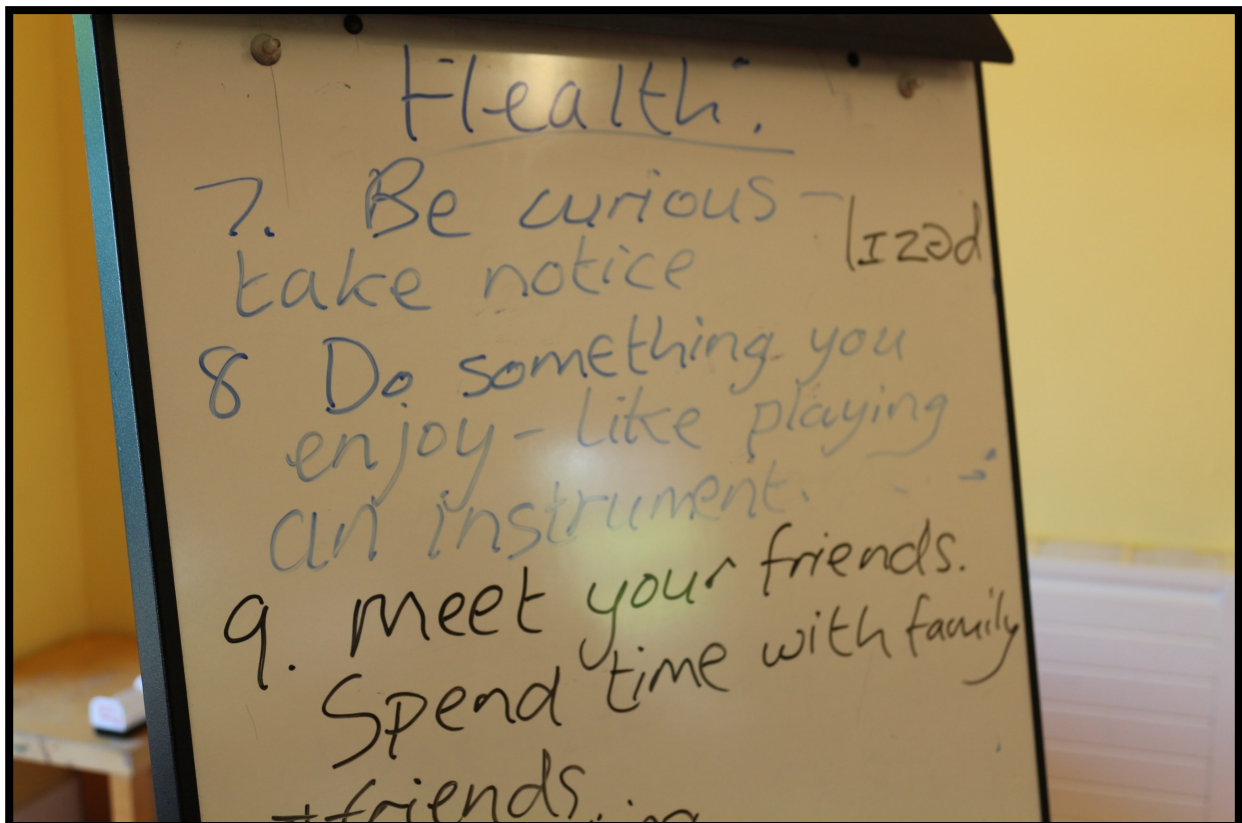 Health.
7. Be curious -
lızəd
take notice
8 Do something you
enjoy - like playing
an instrument.
9. meet your friends.
Spend time with family
+ friends